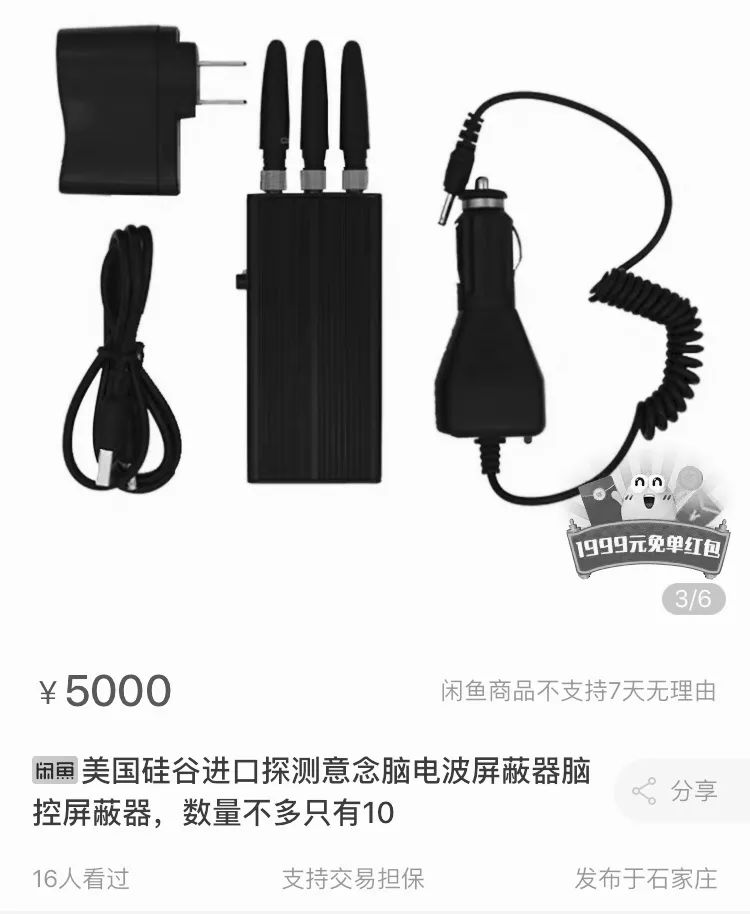 1999元免单红包
3/6
¥5000
闲鱼商品不支持7天无理由
闲鱼 美国硅谷进口探测意念脑电波屏蔽器脑
控屏蔽器，数量不多只有10
分享
16人看过
支持交易担保
发布于石家庄